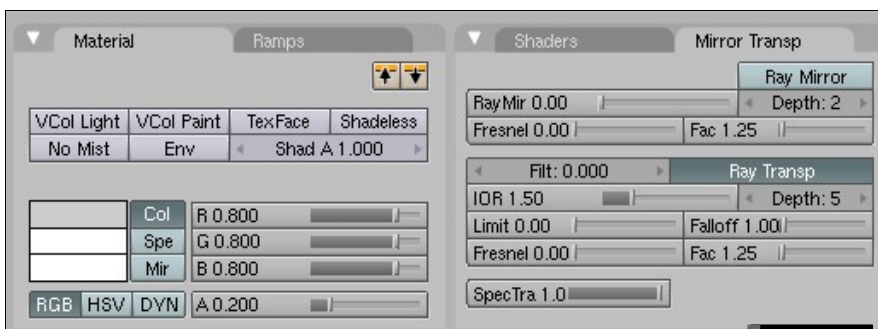 Material Ramps
VCol Light VCol Paint TexFace Shadeless
No Mist Env Shad A 1.000
Col R 0.800
Spe G 0.800
Mir B 0.800
RGB HSV DYN A 0.200
Shaders Mirror Transp
Ray Mirror
RayMir 0.00 Depth: 2
Fresnel 0.00 Fac 1.25
Filt: 0.000 Ray Transp
IOR 1.50 Depth: 5
Limit 0.00 Falloff 1.00
Fresnel 0.00 Fac 1.25
SpecTra 1.0